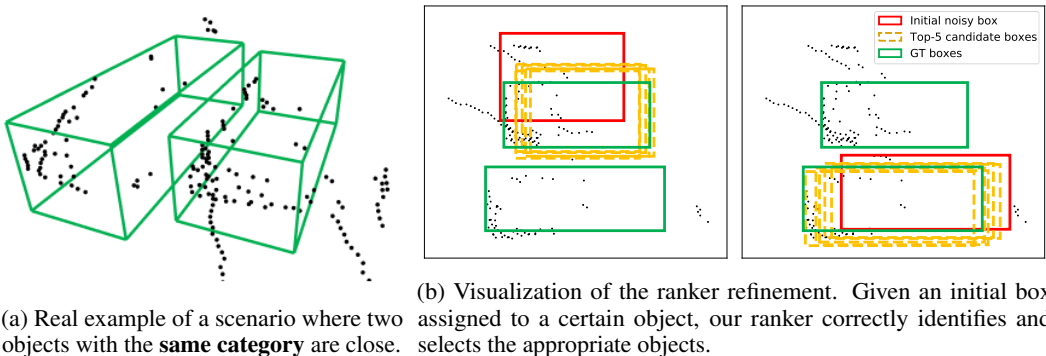 Initial noisy box
Top-5 candidate boxes
GT boxes
(a) Real example of a scenario where two
objects with the same category are close.
(b) Visualization of the ranker refinement. Given an initial box
assigned to a certain object, our ranker correctly identifies and
selects the appropriate objects.